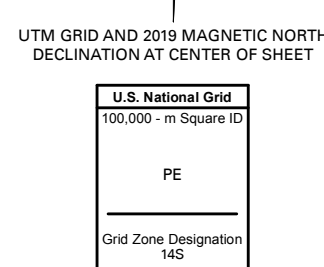 UTM GRID AND 2019 MAGNETIC NORTH
DECLINATION AT CENTER OF SHEET
U.S. National Grid
100,000 - m Square ID
PE
Grid Zone Designation
14S